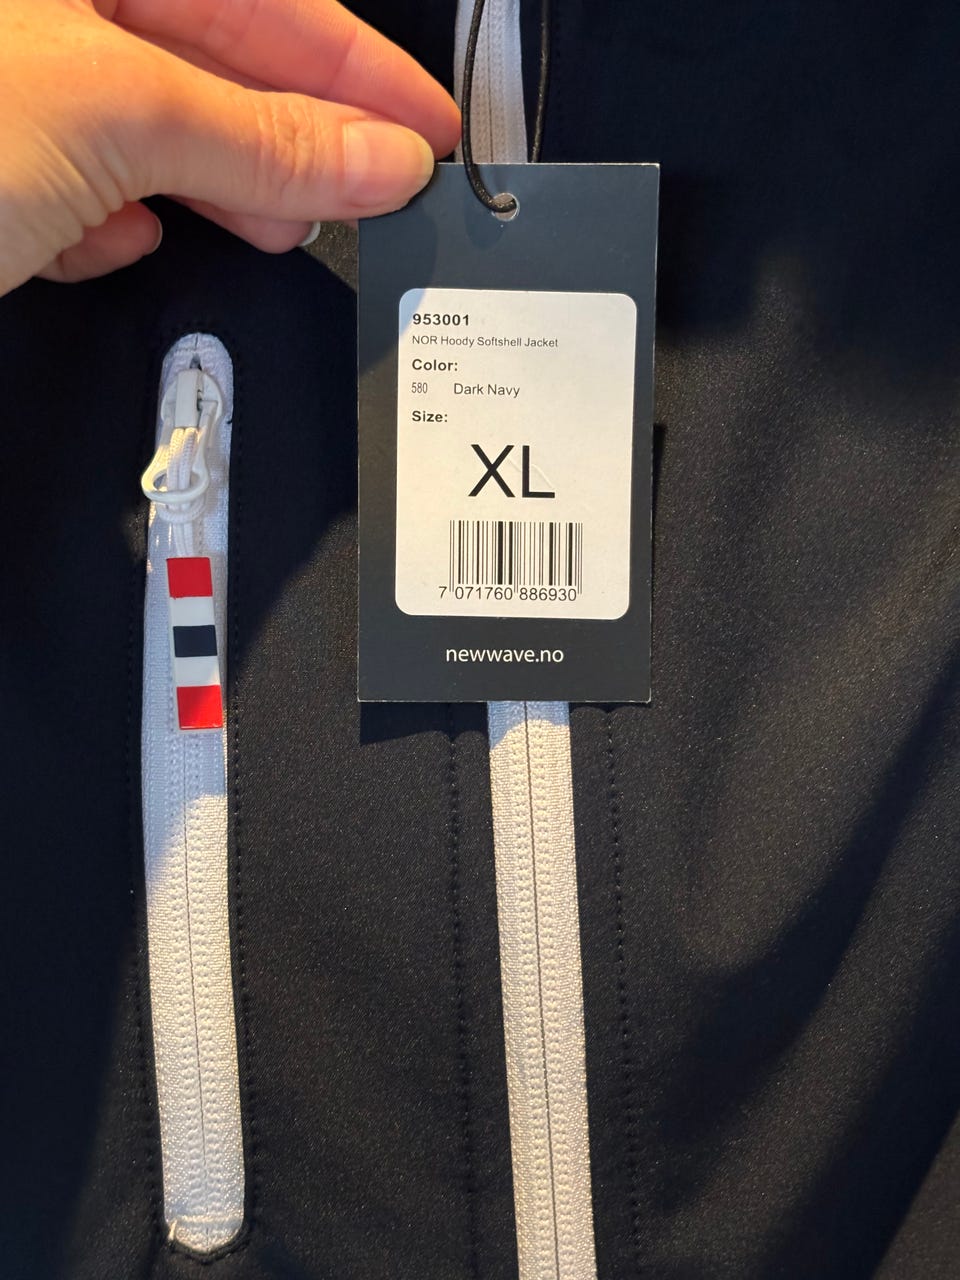 953001
NOR Hoody Softshell Jacket
Color:
580 Dark Navy
Size:
XL
7 071760 886930
newwave.no